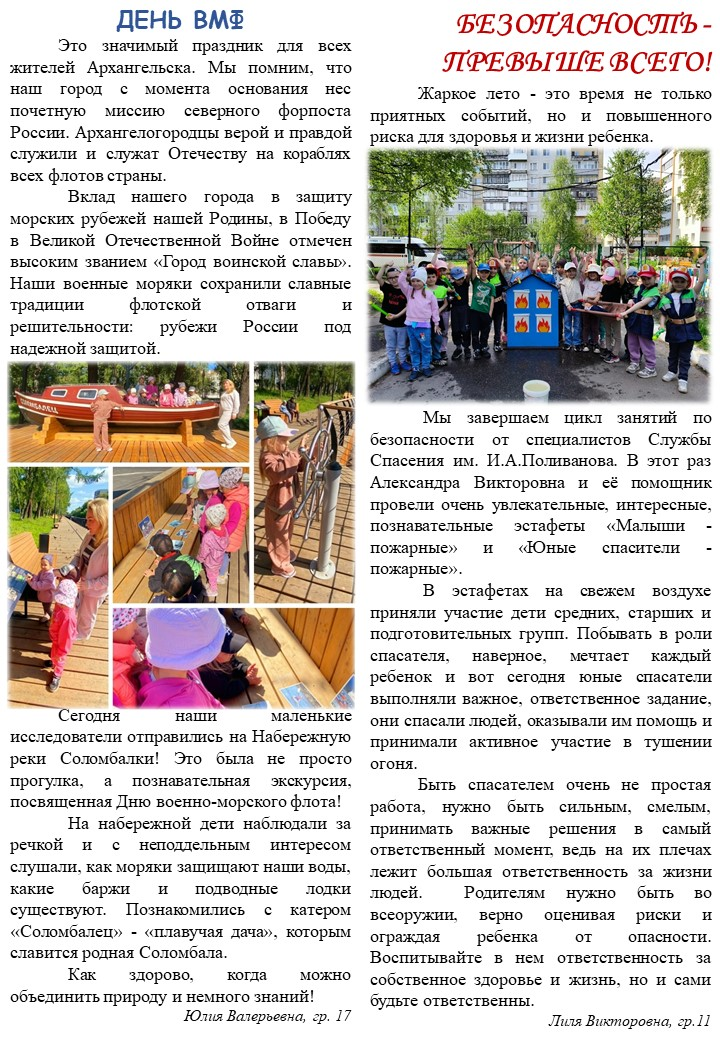 ДЕНЬ ВМФ
Это значимый праздник для всех
жителей Архангельска. Мы помним, что
наш город с момента основания нес
почетную миссию северного форпоста
России. Архангелогородцы верой и правдой
служили и служат Отечеству на кораблях
всех флотов страны.
Вклад нашего города в защиту
морских рубежей нашей Родины, в Победу
в Великой Отечественной Войне отмечен
высоким званием «Город воинской славы».
Наши военные моряки сохранили славные
традиции флотской отваги и
решительности: рубежи России под
надежной защитой.
Сегодня наши маленькие
исследователи отправились на Набережную
реки Соломбалки! Это была не просто
прогулка, а познавательная экскурсия,
посвященная Дню военно-морского флота!
На набережной дети наблюдали за
речкой и с неподдельным интересом
слушали, как моряки защищают наши воды,
какие баржи и подводные лодки
существуют. Познакомились с катером
«Соломбалец» - «плавучая дача», которым
славится родная Соломбала.
Как здорово, когда можно
объединить природу и немного знаний!
Юлия Валерьевна, гр. 17
БЕЗОПАСНОСТЬ -
ПРЕВЫШЕ ВСЕГО!
Жаркое лето - это время не только
приятных событий, но и повышенного
риска для здоровья и жизни ребенка.
Мы завершаем цикл занятий по
безопасности от специалистов Службы
Спасения им. И.А.Поливанова. В этот раз
Александра Викторовна и её помощник
провели очень увлекательные, интересные,
познавательные эстафеты «Малыши -
пожарные» и «Юные спасители -
пожарные».
В эстафетах на свежем воздухе
приняли участие дети средних, старших и
подготовительных групп. Побывать в роли
спасателя, наверное, мечтает каждый
ребенок и вот сегодня юные спасатели
выполняли важное, ответственное задание,
они спасали людей, оказывали им помощь и
принимали активное участие в тушении
огоня.
Быть спасателем очень не простая
работа, нужно быть сильным, смелым,
принимать важные решения в самый
ответственный момент, ведь на их плечах
лежит большая ответственность за жизни
людей. Родителям нужно быть во
всеоружии, верно оценивая риски и
ограждая ребенка от опасности.
Воспитывайте в нем ответственность за
собственное здоровье и жизнь, но и сами
будьте ответственны.
Лиля Викторовна, гр.11